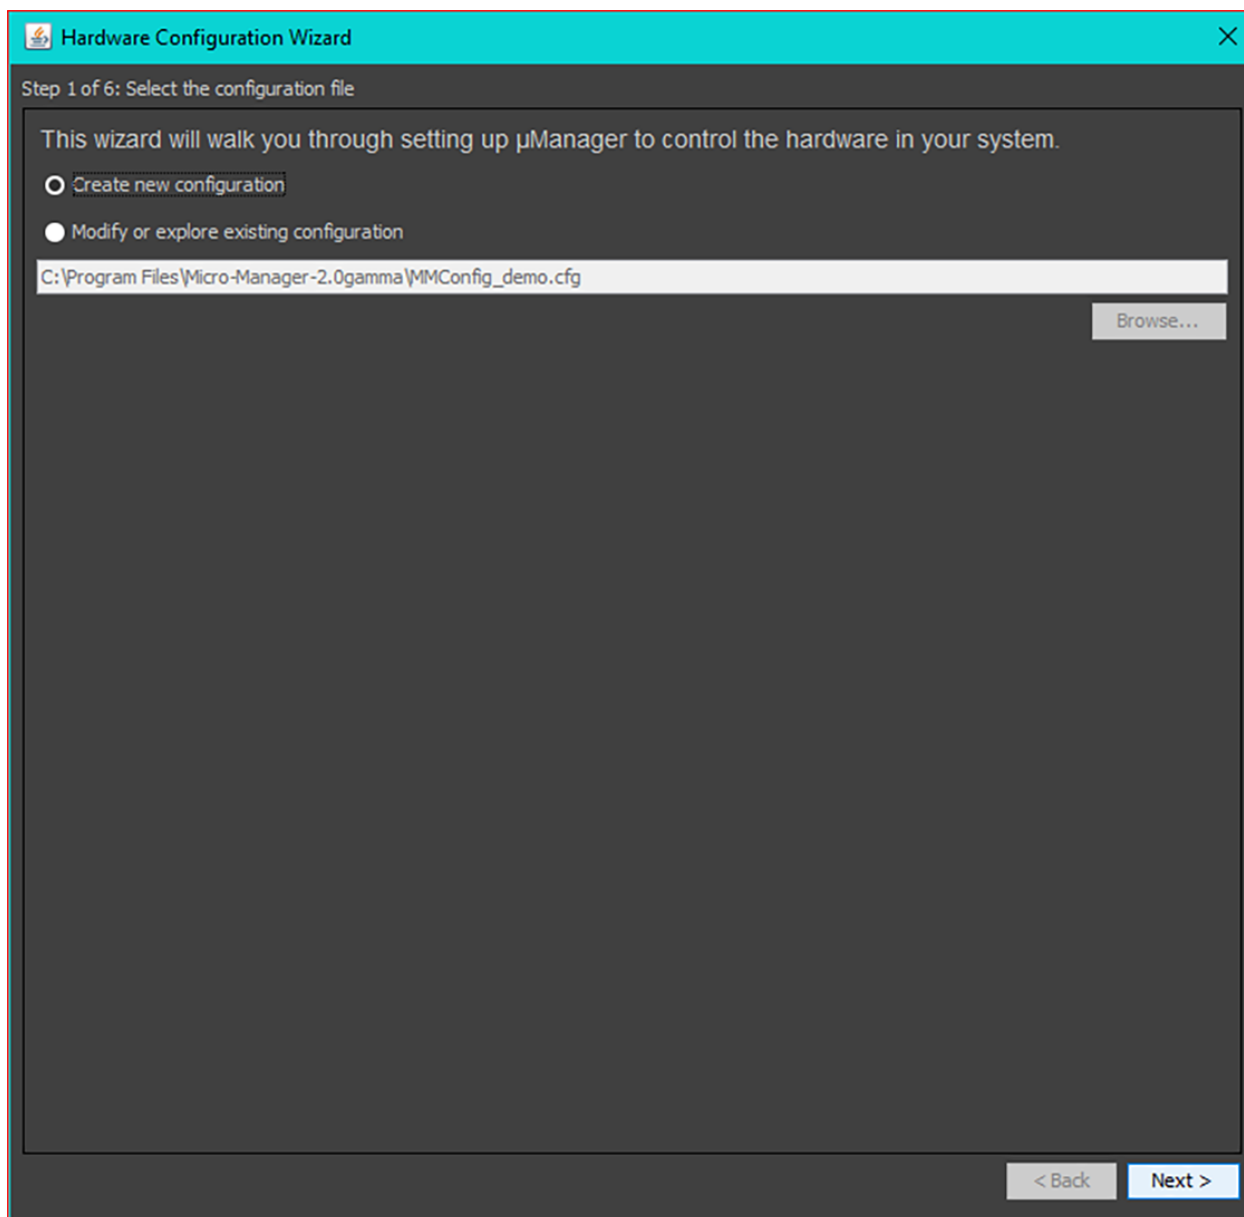 Hardware Configuration Wizard
Step 1 of 6: Select the configuration file
This wizard will walk you through setting up µManager to control the hardware in your system.
Create new configuration
Modify or explore existing configuration
C:\Program Files\Micro-Manager-2.0gamma\MMConfig_demo.cfg
Browse...
< Back Next >